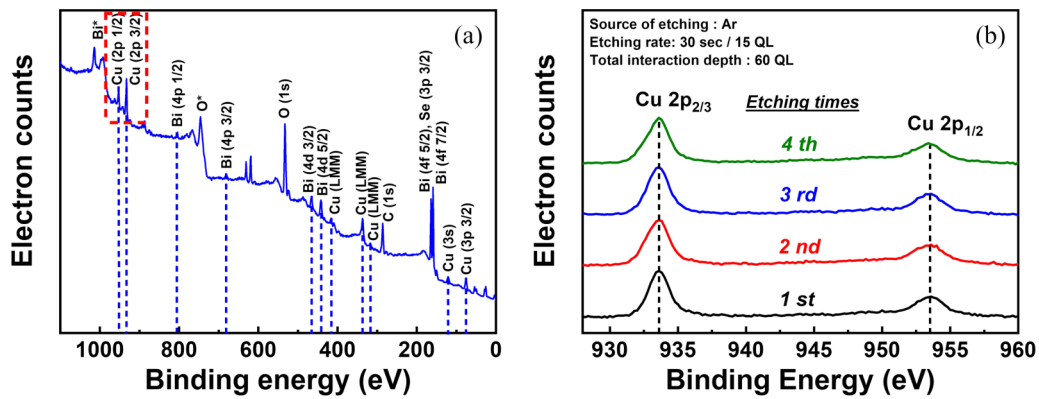 (a)
Bi*
Cu (2p 1/2)
Cu (2p 3/2)
Bi (4p 1/2)
O*
Bi (4p 3/2)
O (1s)
Bi (4d 3/2)
Bi (4d 5/2)
Cu (LMM)
Cu (LMM)
Cu (LMM)
C (1s)
Bi (4f 5/2), Se (3p 3/2)
Bi (4f 7/2)
Cu (3s)
Cu (3p 3/2)
Electron counts
1000 800 600 400 200 0
Binding energy (eV)
(b)
Source of etching : Ar
Etching rate: 30 sec / 15 QL
Total interaction depth : 60 QL
Cu 2p2/3
Etching times
Cu 2p1/2
4 th
3 rd
2 nd
1 st
Electron counts
930 935 940 945 950 955 960
Binding Energy (eV)